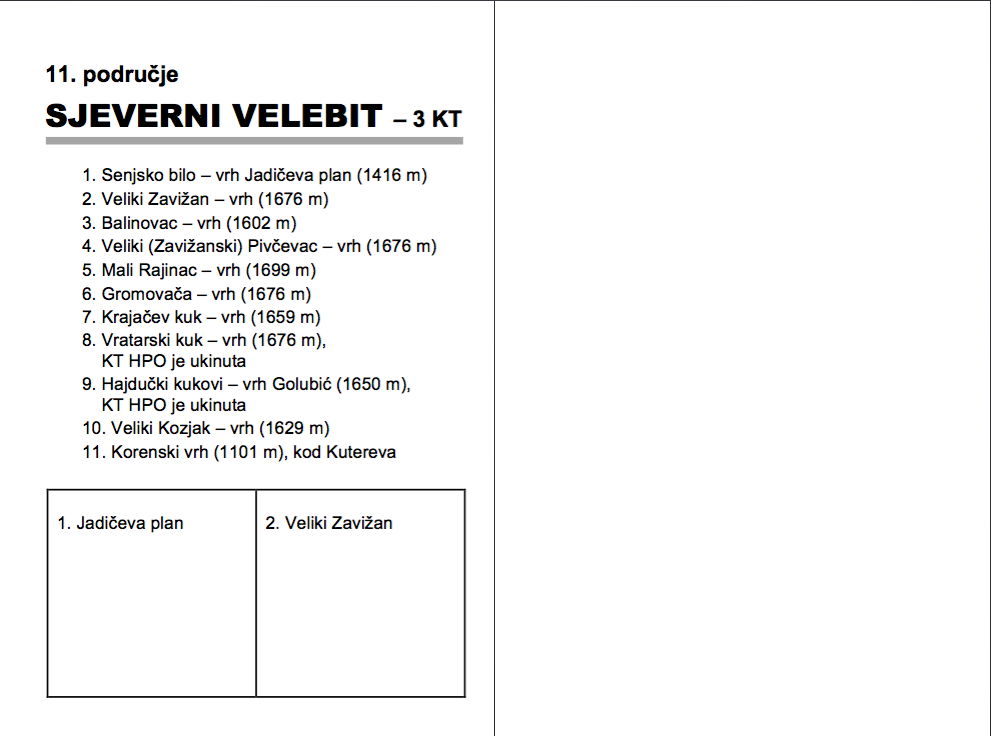 11. područje
SJEVERNI VELEBIT – 3 KT
1. Senjsko bilo – vrh Jadičeva plan (1416 m)
2. Veliki Zavižan – vrh (1676 m)
3. Balinovac – vrh (1602 m)
4. Veliki (Zavižanski) Pivčevac – vrh (1676 m)
5. Mali Rajinac – vrh (1699 m)
6. Gromovača – vrh (1676 m)
7. Krajačev kuk – vrh (1659 m)
8. Vratarski kuk – vrh (1676 m),
KT HPO je ukinuta
9. Hajdučki kukovi – vrh Golubić (1650 m),
KT HPO je ukinuta
10. Veliki Kozjak – vrh (1629 m)
11. Korenski vrh (1101 m), kod Kutereva
1. Jadičeva plan
2. Veliki Zavižan